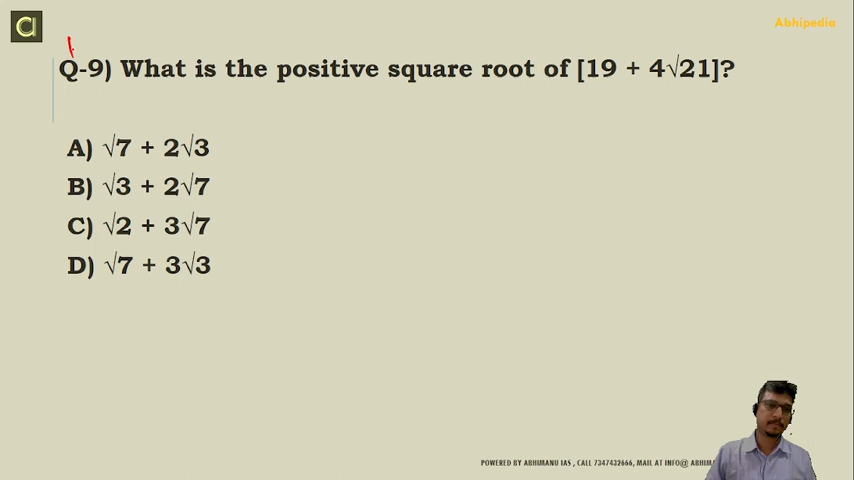 Abhipedia
Q-9) What is the positive square root of [19 + 4√21]?
A) √7 + 2√3
B) √3 + 2√7
C) √2 + 3√7
D) √7 + 3√3
POWERED BY ABHIMANU IAS , CALL 7347432666, MAIL AT INFO@ ABHIM